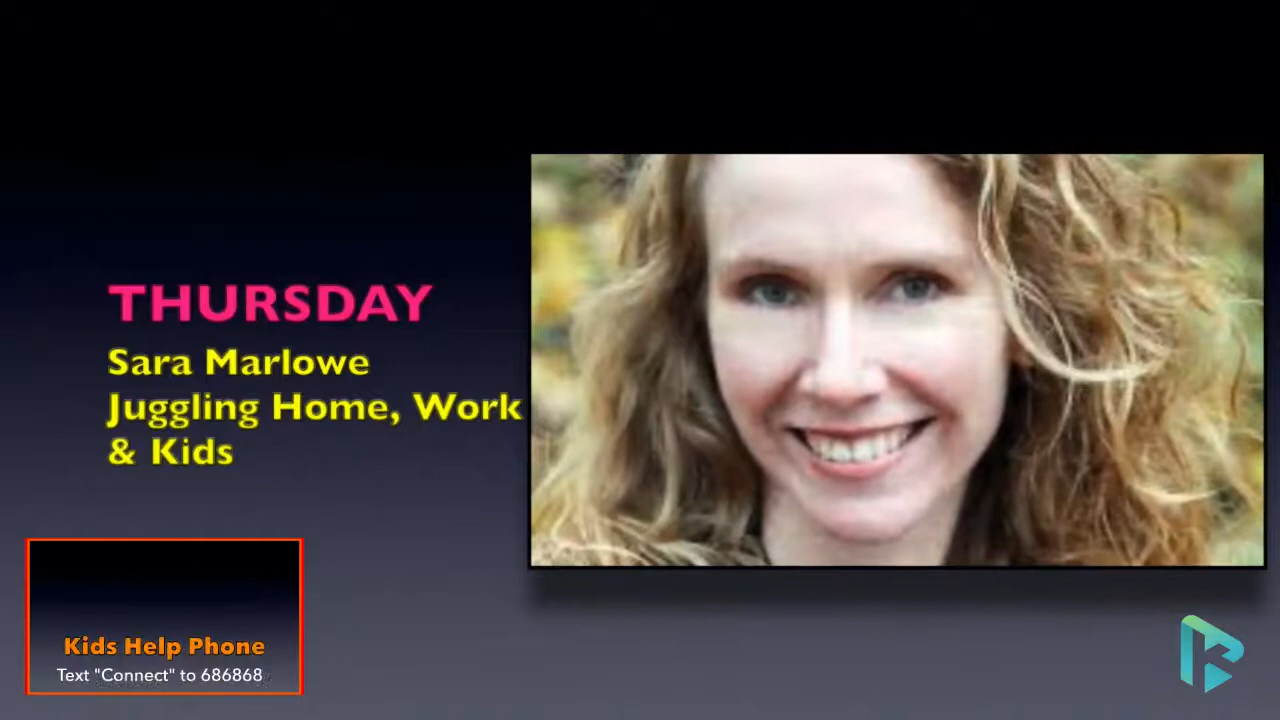 THURSDAY
Sara Marlowe
Juggling Home, Work
& Kids
Kids Help Phone
Text "Connect" to 686868